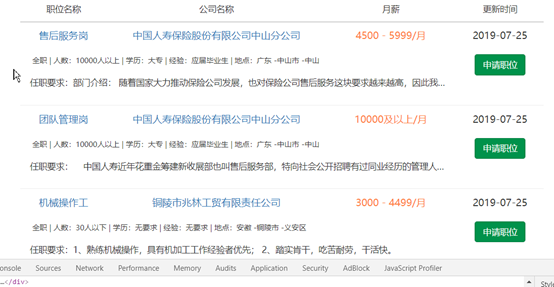 职位名称 公司名称 月薪 更新时间
售后服务岗 中国人寿保险股份有限公司中山分公司 4500 - 5999/月 2019-07-25
全职 | 人数: 10000人以上 | 学历: 大专 | 经验: 应届毕业生 | 地点: 广东 -中山市 -中山
申请职位
任职要求: 部门介绍: 随着国家大力推动保险公司发展，也对保险公司售后服务这块要求越来越高，因此我...
团队管理岗 中国人寿保险股份有限公司中山分公司 10000及以上/月 2019-07-25
全职 | 人数: 10000人以上 | 学历: 大专 | 经验: 应届毕业生 | 地点: 广东 -中山市 -中山
申请职位
任职要求: 中国人寿近年花重金筹建新收展部也叫售后服务部，特向社会公开招聘有过同业经历的管理人...
机械操作工 铜陵市兆林工贸有限责任公司 3000 - 4499/月 2019-07-25
全职 | 人数: 30人以下 | 学历: 无要求 | 经验: 无要求 | 地点: 安徽 -铜陵市 -义安区
申请职位
任职要求: 1、熟练机械操作，具有机加工工作经验者优先； 2、踏实肯干，吃苦耐劳，干活快。
onsole Sources Network Performance Memory Audits Application Security AdBlock JavaScript Profiler
…</div> Style